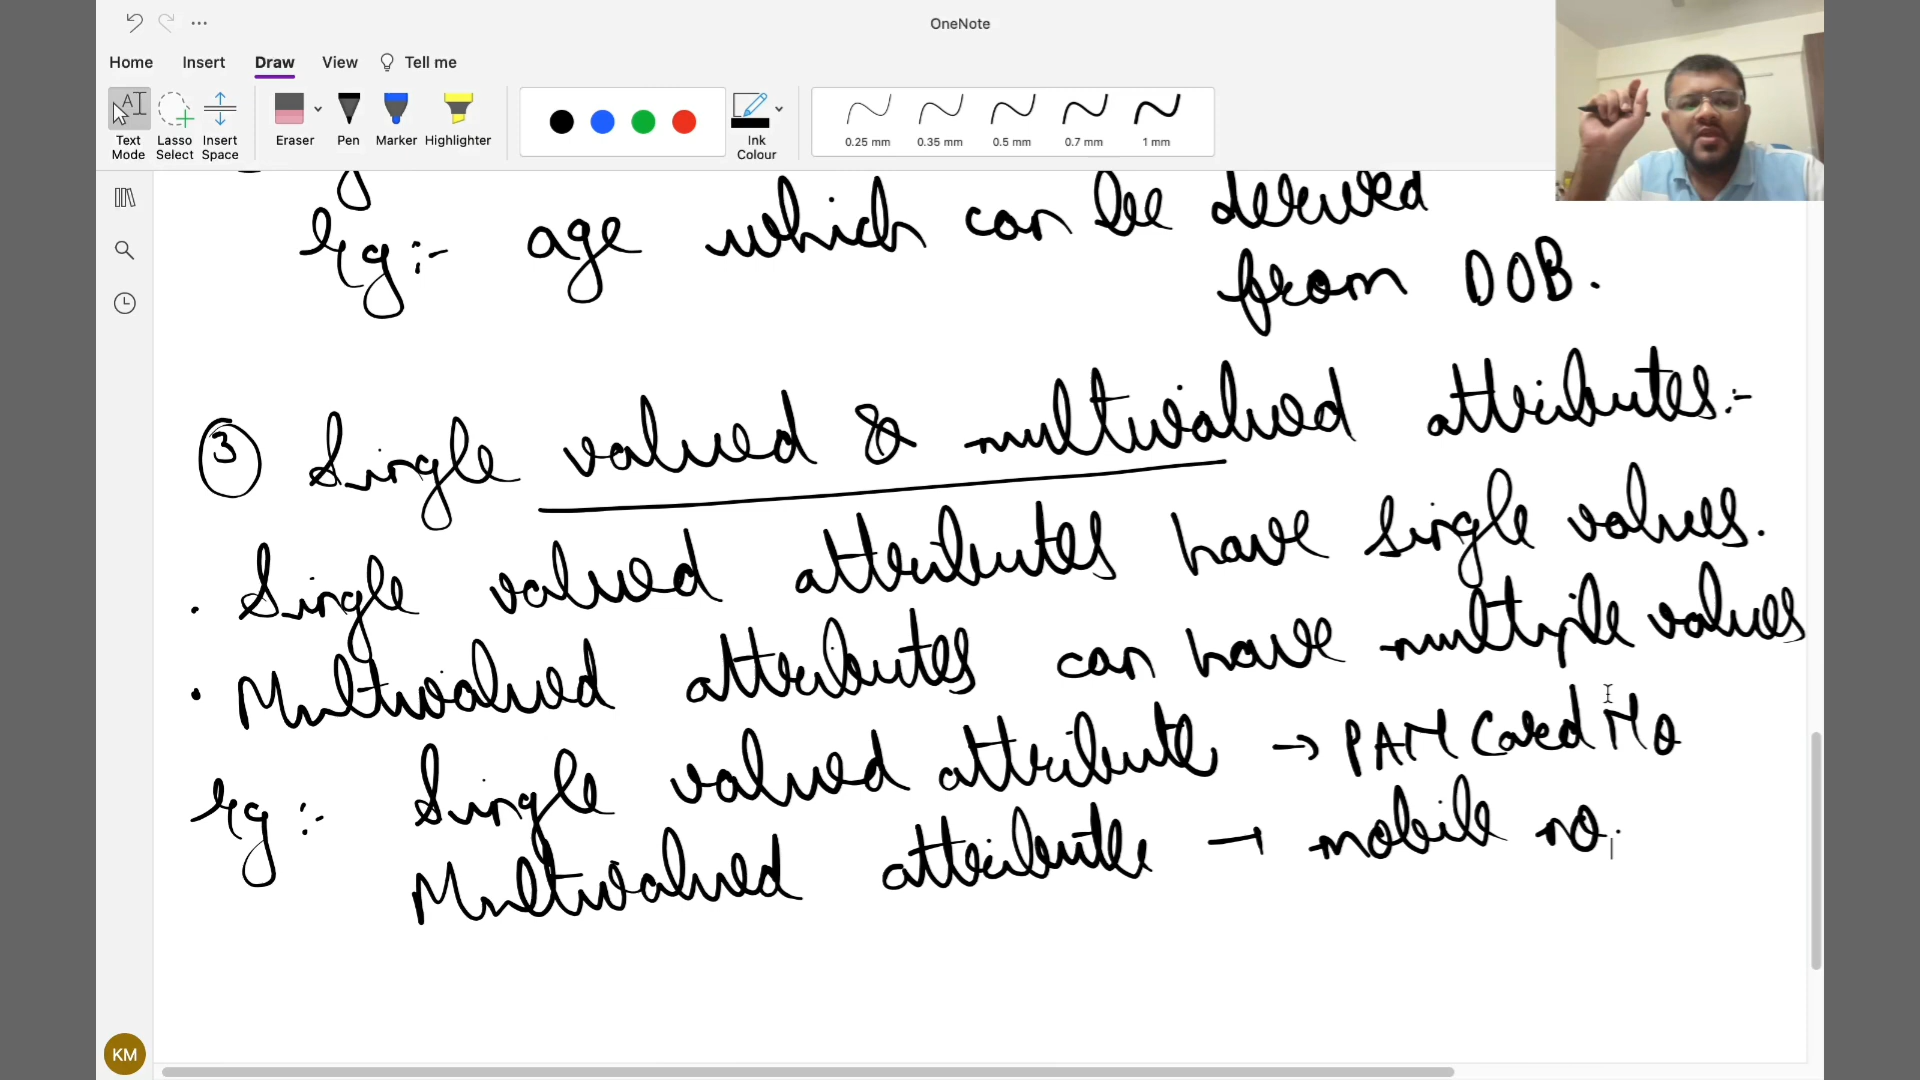 OneNote
Home Insert Draw View Tell me
Text Mode Lasso Select Insert Space Eraser Pen Marker Highlighter Ink Colour 0.25 mm 0.35 mm 0.5 mm 0.7 mm 1 mm
Eg :- age which can be derived
from DOB.
3 Single valued & multivalued attributes:-
· Single valued attributes have single values.
· Multivalued attributes can have multiple values
Eg :- Single valued attribute → PAN Card No
Multivalued attribute → mobile no.
KM